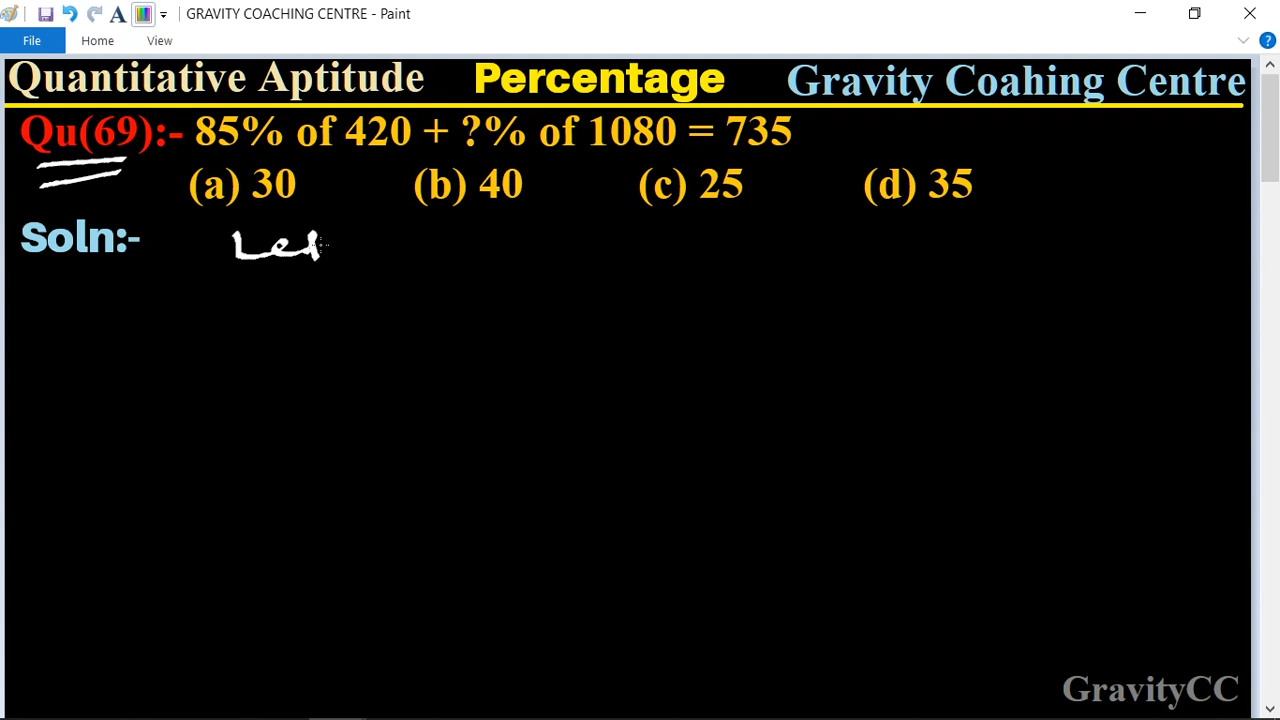 GRAVITY COACHING CENTRE - Paint
File Home View
Quantitative Aptitude Percentage Gravity Coahing Centre
Qu(69):- 85% of 420 + ?% of 1080 = 735
(a) 30 (b) 40 (c) 25 (d) 35
Soln:- Let
GravityCC